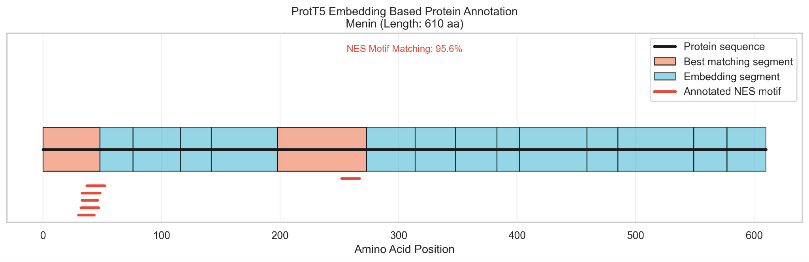 ProtT5 Embedding Based Protein Annotation
Menin (Length: 610 aa)
NES Motif Matching: 95.6%
Protein sequence
Best matching segment
Embedding segment
Annotated NES motif
0 100 200 300 400 500 600
Amino Acid Position